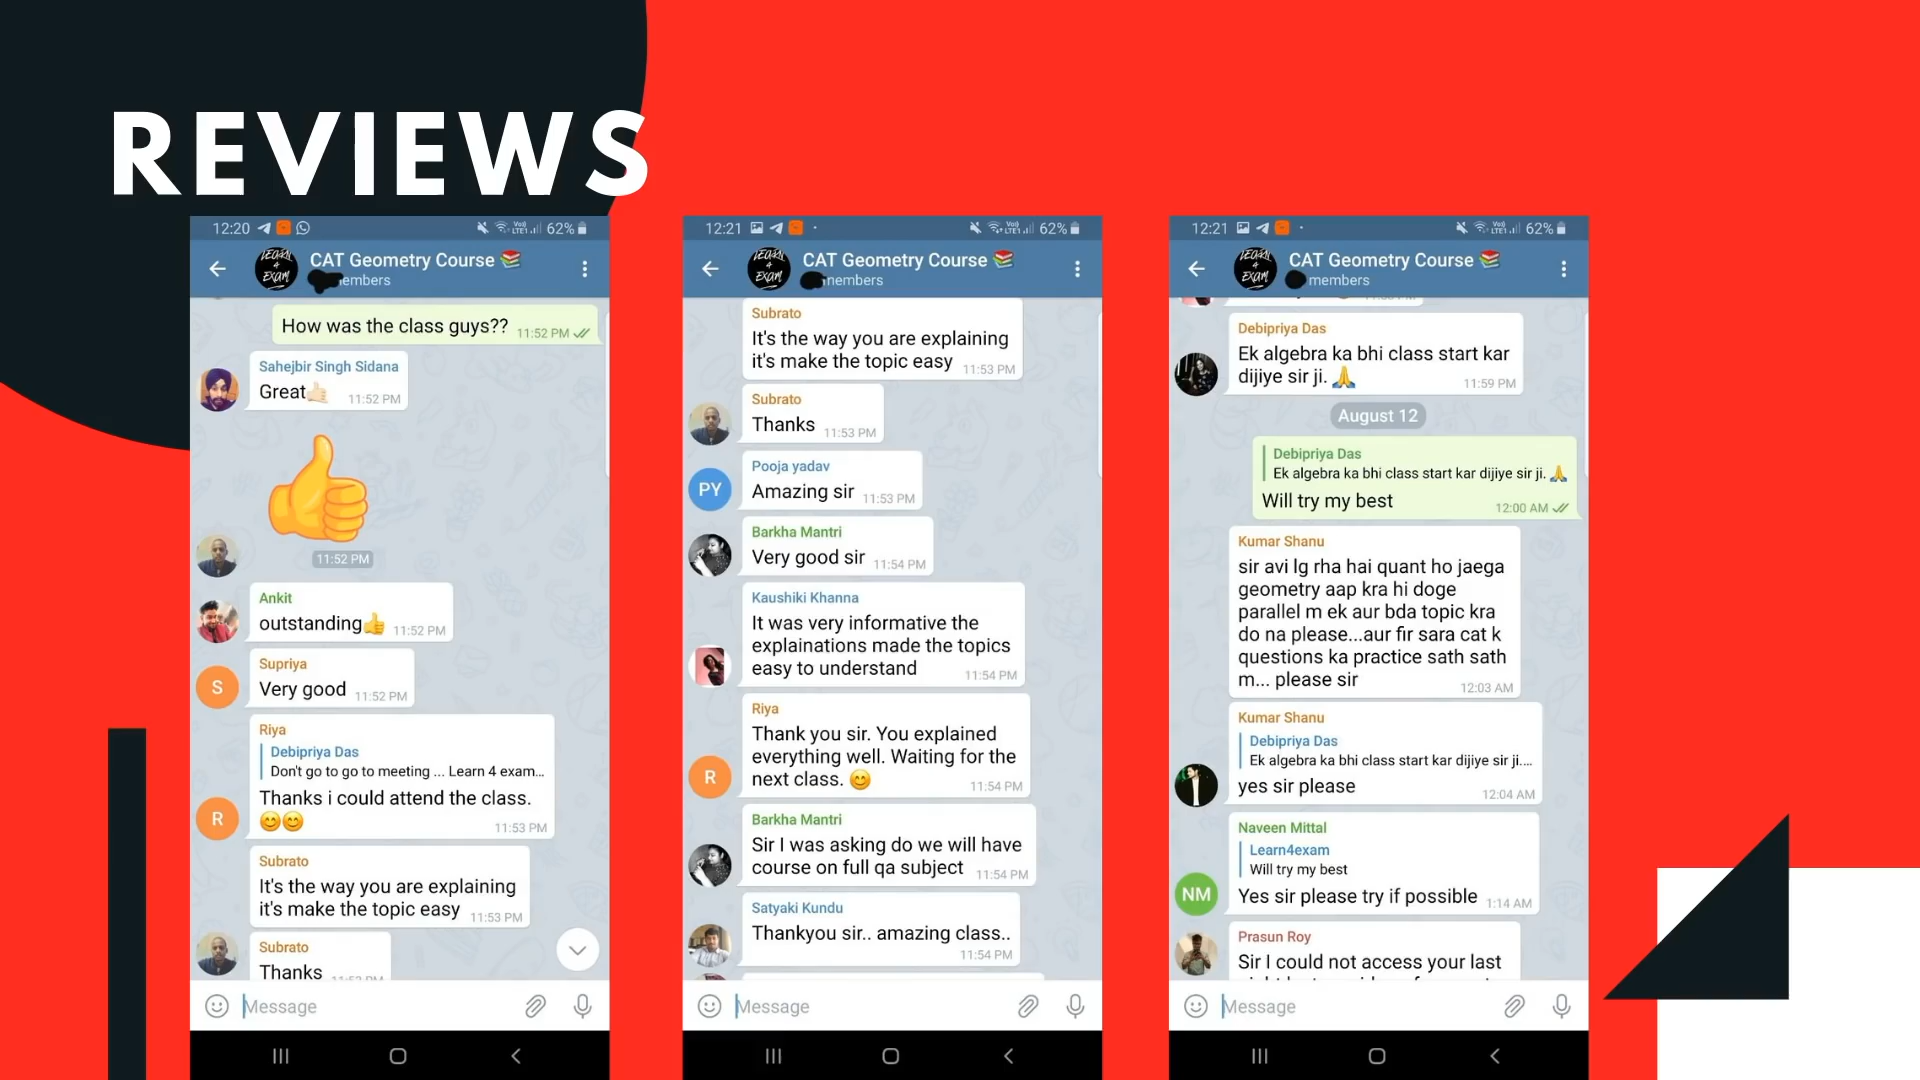 REVIEWS
12:20
62%
LEARN
4
EXAM
CAT Geometry Course 📚
embers
How was the class guys??
11:52 PM
Sahejbir Singh Sidana
Great👍🏻
11:52 PM
11:52 PM
Ankit
outstanding👍
11:52 PM
S
Supriya
Very good
11:52 PM
Riya
Debipriya Das
Don't go to go to meeting ... Learn 4 exam...
Thanks i could attend the class.
😊😊
R
11:53 PM
Subrato
It's the way you are explaining
it's make the topic easy
11:53 PM
Subrato
Thanks
11:53 PM
Message
12:21
62%
LEARN
4
EXAM
CAT Geometry Course 📚
members
Subrato
It's the way you are explaining
it's make the topic easy
11:53 PM
Subrato
Thanks
11:53 PM
PY
Pooja yadav
Amazing sir
11:53 PM
Barkha Mantri
Very good sir
11:54 PM
Kaushiki Khanna
It was very informative the
explainations made the topics
easy to understand
11:54 PM
Riya
Thank you sir. You explained
everything well. Waiting for the
next class. 😊
R
11:54 PM
Barkha Mantri
Sir I was asking do we will have
course on full qa subject
11:54 PM
Satyaki Kundu
Thankyou sir.. amazing class..
11:54 PM
Message
12:21
62%
LEARN
4
EXAM
CAT Geometry Course 📚
members
Debipriya Das
Ek algebra ka bhi class start kar
dijiye sir ji. 🙏
11:59 PM
August 12
Debipriya Das
Ek algebra ka bhi class start kar dijiye sir ji. 🙏
Will try my best
12:00 AM
Kumar Shanu
sir avi lg rha hai quant ho jaega
geometry aap kra hi doge
parallel m ek aur bda topic kra
do na please...aur fir sara cat k
questions ka practice sath sath
m... please sir
12:03 AM
Kumar Shanu
Debipriya Das
Ek algebra ka bhi class start kar dijiye sir ji....
yes sir please
12:04 AM
Naveen Mittal
Learn4exam
Will try my best
NM
Yes sir please try if possible
1:14 AM
Prasun Roy
Sir I could not access your last
Message